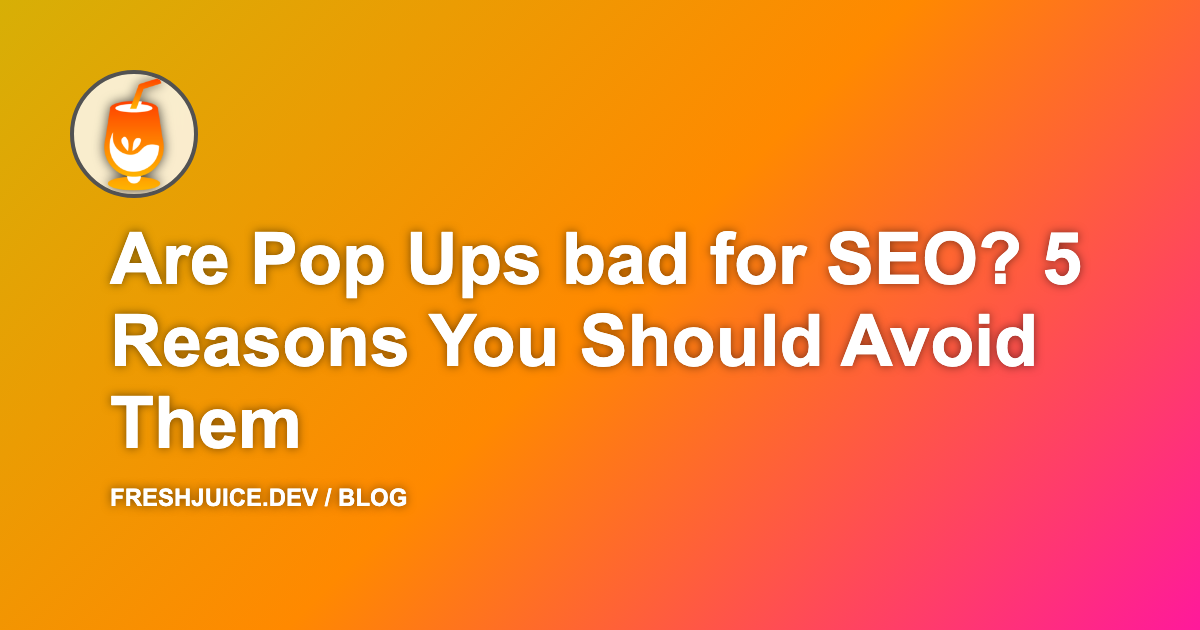 Are Pop Ups bad for SEO? 5
Reasons You Should Avoid
Them
FRESHJUICE.DEV / BLOG